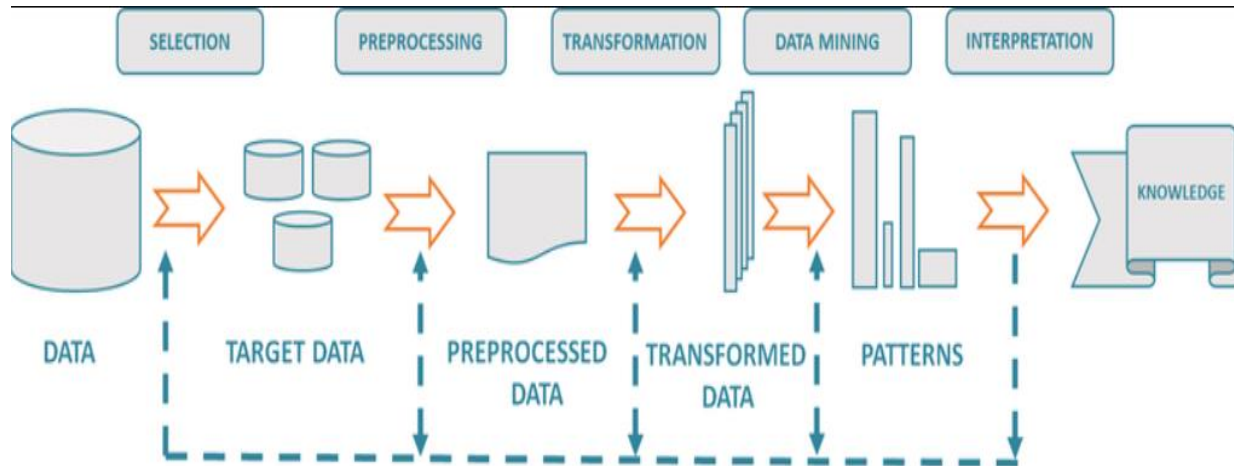 SELECTION
PREPROCESSING
TRANSFORMATION
DATA MINING
INTERPRETATION
KNOWLEDGE
DATA
TARGET DATA
PREPROCESSED
DATA
TRANSFORMED
DATA
PATTERNS